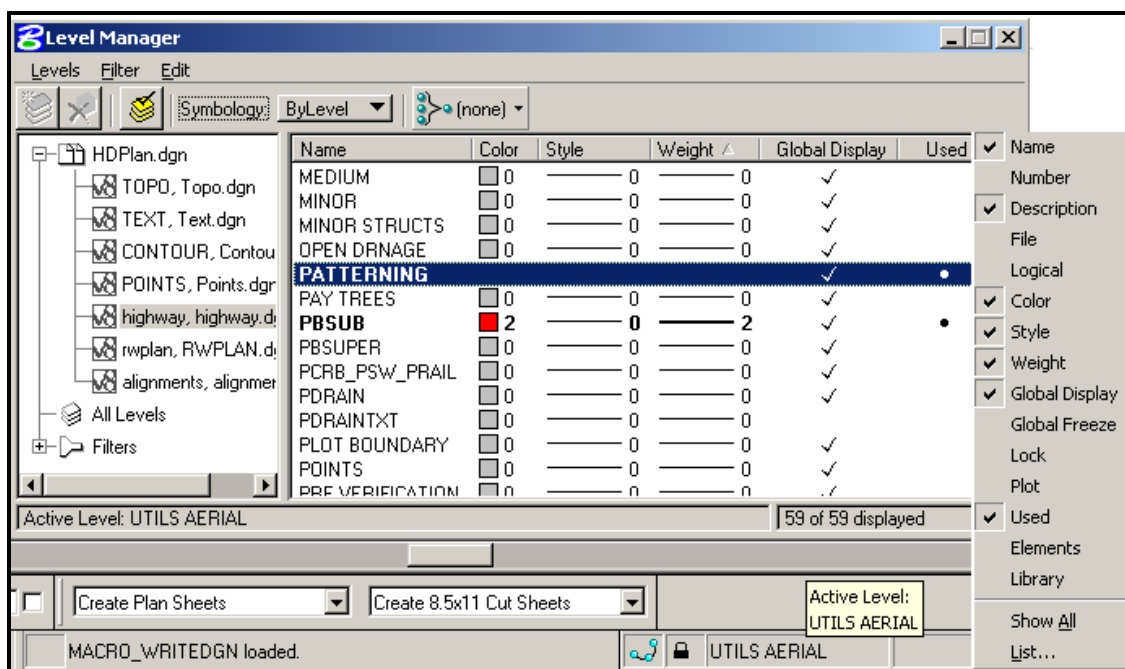 Level Manager
Levels Filter Edit
Symbology: ByLevel (none)
HDPlan.dgn
TOPO, Topo.dgn
TEXT, Text.dgn
CONTOUR, Contou
POINTS, Points.dgr
highway, highway.d
rwplan, RWPLAN.d
alignments, alignmer
All Levels
Filters
Name Color Style Weight Global Display Used
MEDIUM 0 0 0
MINOR 0 0 0
MINOR STRUCTS 0 0 0
OPEN DRNAGE 0 0 0
PATTERNING
PAY TREES 0 0 0
PBSUB 2 0 2
PBSUPER 0 0 0
PCRB_PSW_PRAIL 0 0 0
PDRAIN 0 0 0
PDRAINTXT 0 0 0
PLOT BOUNDARY 0 0 0
POINTS 0 0 0
PRE VERIFICATION 0 0 0
Active Level: UTILS AERIAL 59 of 59 displayed
Name
Number
Description
File
Logical
Color
Style
Weight
Global Display
Global Freeze
Lock
Plot
Used
Elements
Library
Show All
List...
Create Plan Sheets Create 8.5x11 Cut Sheets
Active Level:
UTILS AERIAL
MACRO_WRITEDGN loaded. UTILS AERIAL